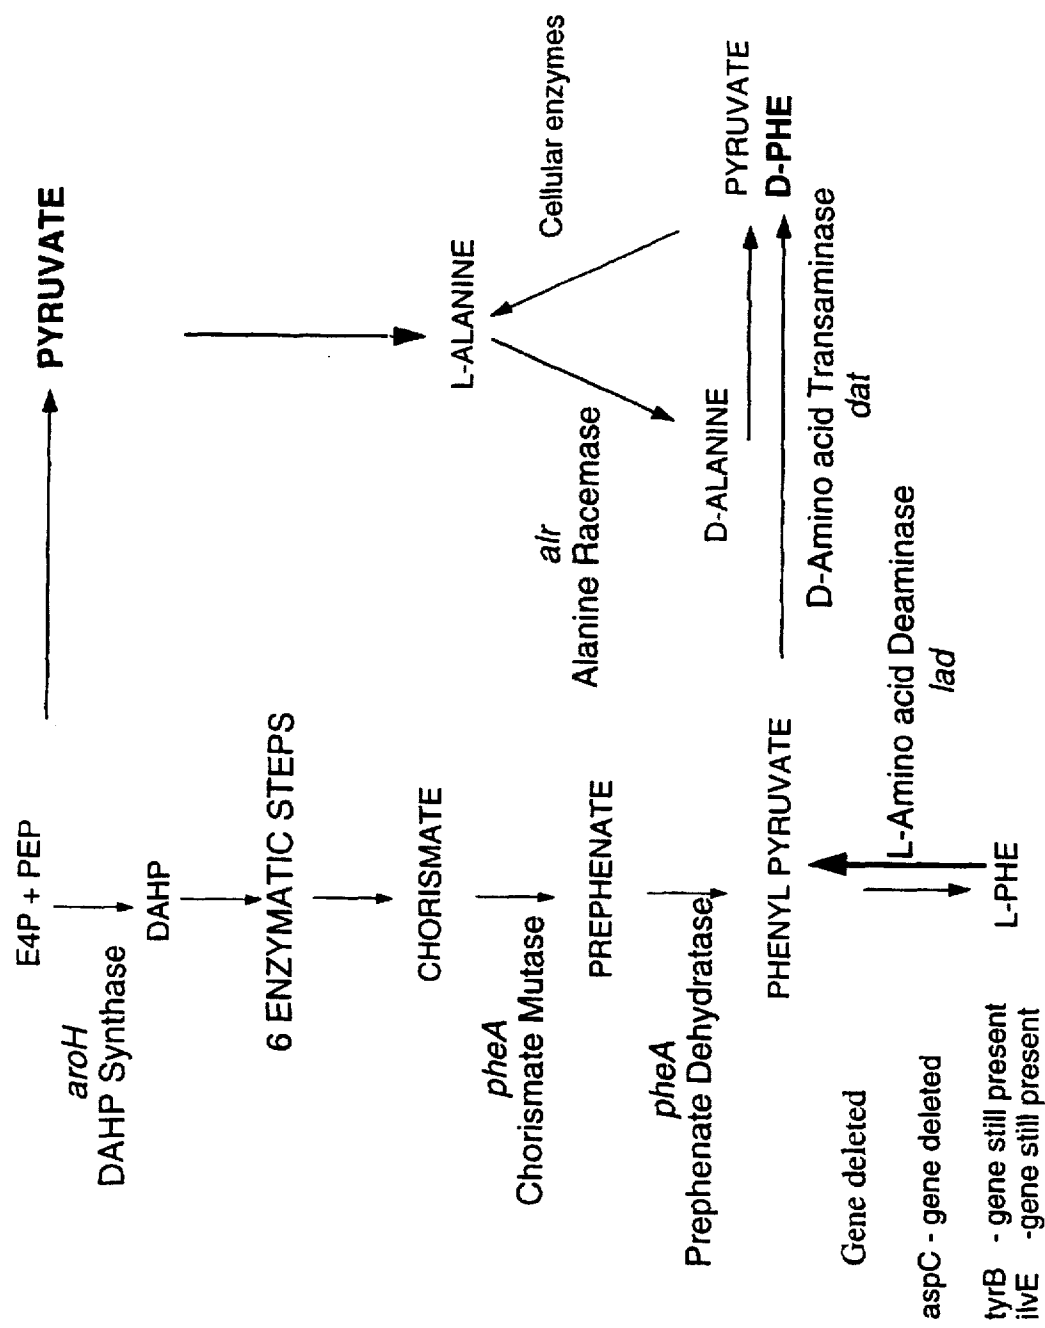 E4P + PEP
PYRUVATE
aroH
DAHP Synthase
DAHP
6 ENZYMATIC STEPS
CHORISMATE
L-ALANINE
pheA
Chorismate Mutase
alr
Alanine Racemase
Cellular enzymes
PREPHENATE
pheA
Prephenate Dehydratase
D-ALANINE
PYRUVATE
PHENYL PYRUVATE
D-PHE
D-Amino acid Transaminase
dat
Gene deleted
L-Amino acid Deaminase
lad
aspC - gene deleted
L-PHE
tyrB - gene still present
ilvE -gene still present